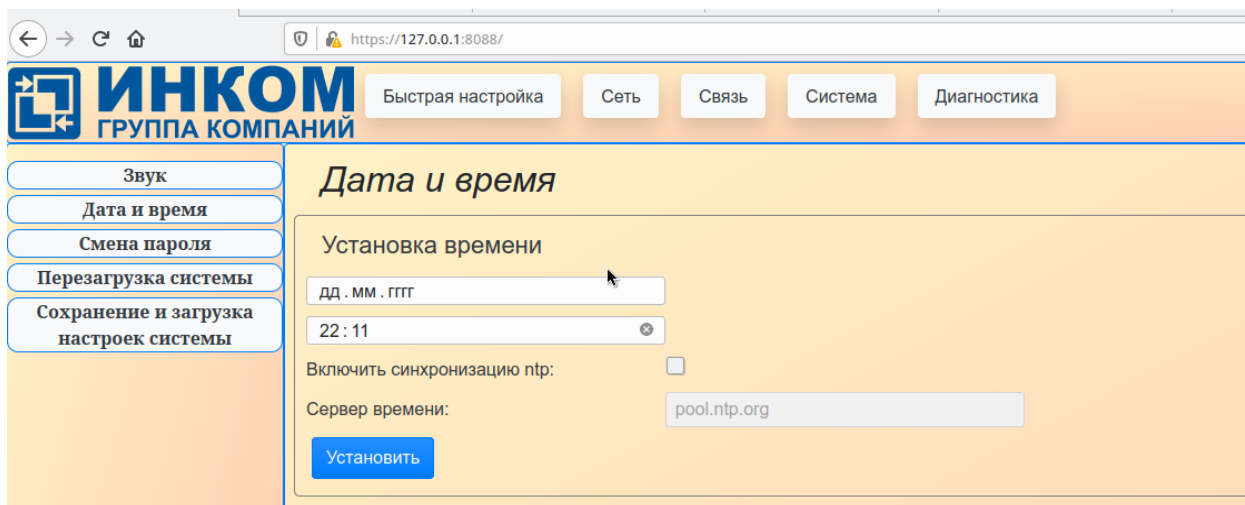 https://127.0.0.1:8088/
ИНКОМ
ГРУППА КОМПАНИЙ
Быстрая настройка
Сеть
Связь
Система
Диагностика
Звук
Дата и время
Смена пароля
Перезагрузка системы
Сохранение и загрузка
настроек системы
Дата и время
Установка времени
дд . мм . гггг
22 : 11
Включить синхронизацию ntp:
Сервер времени:
pool.ntp.org
Установить